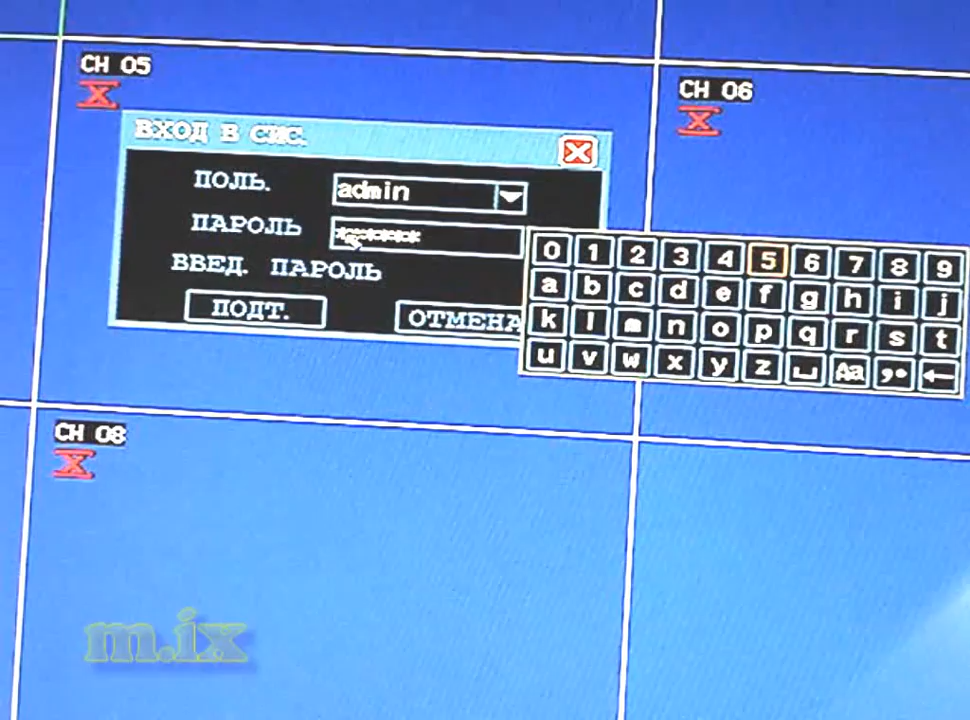 CH 05
CH 06
ВХОД В СИС.
ПОЛЬ. admin
ПАРОЛЬ ******
ВВЕД. ПАРОЛЬ
ПОДТ. ОТМЕНА
0 1 2 3 4 5 6 7 8 9
a b c d e f g h i j
k l m n o p q r s t
u v w x y z ␣ Aa ,• ←
CH 08
m.ix